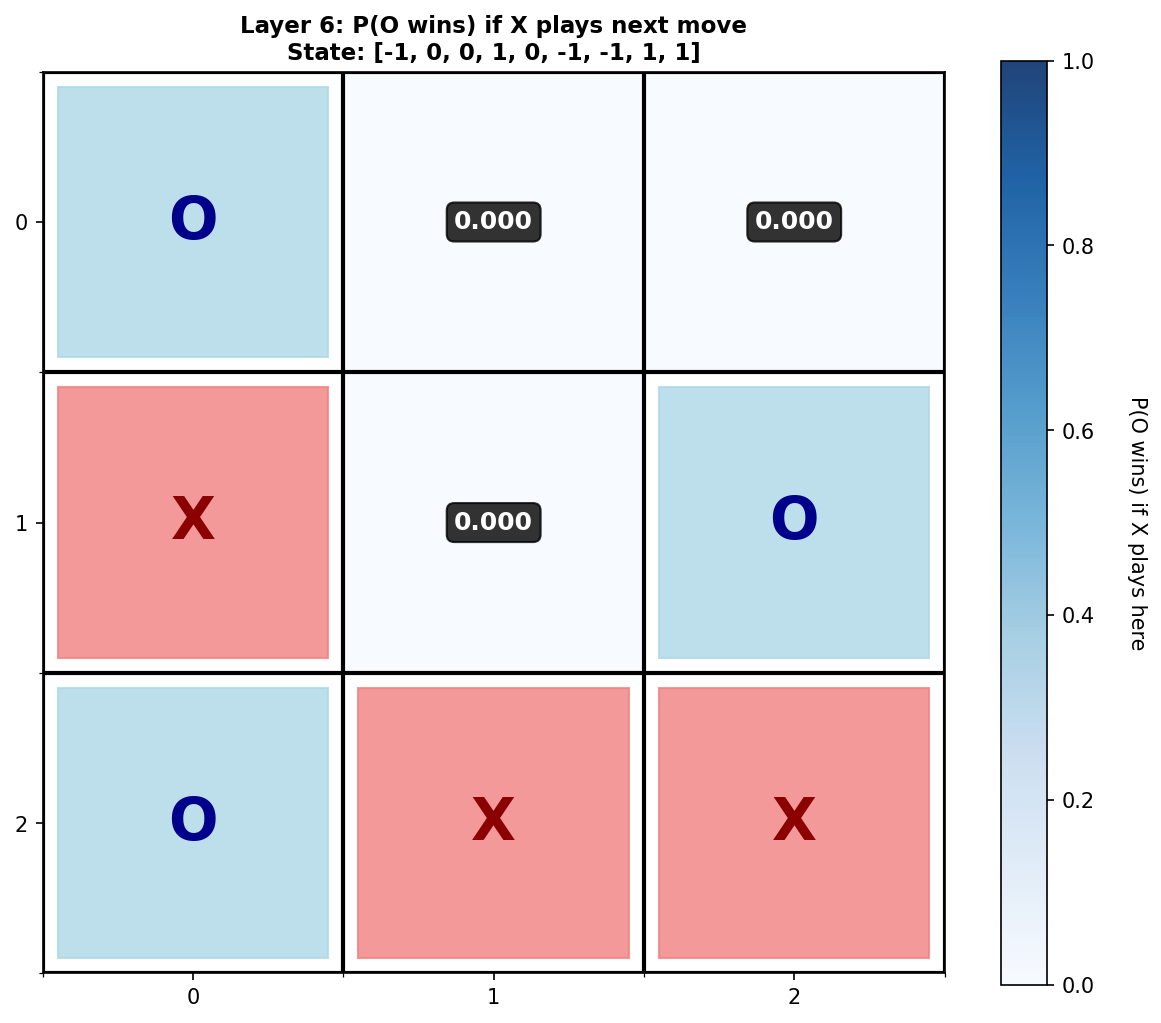 Layer 6: P(O wins) if X plays next move
State: [-1, 0, 0, 1, 0, -1, -1, 1, 1]
1.0
0.8
0.6
0.4
0.2
0.0
P(O wins) if X plays here
0
O
0.000
0.000
1
X
0.000
O
2
O
X
X
0
1
2